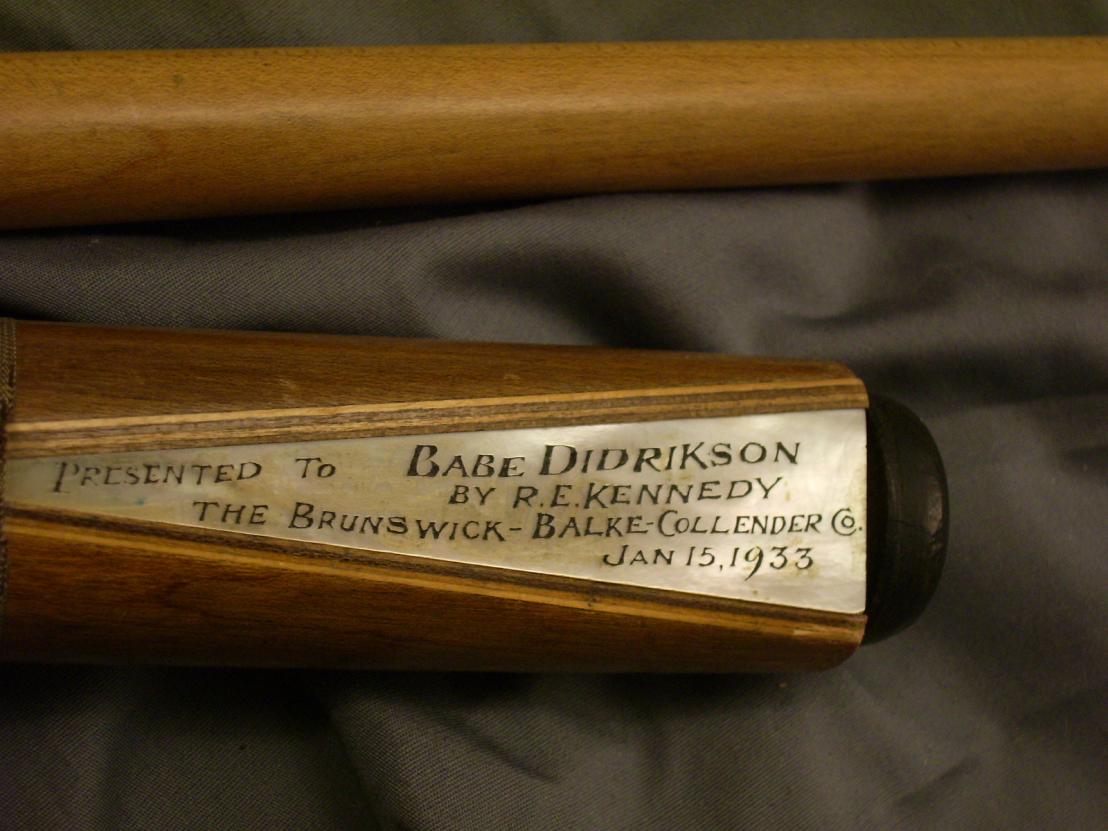 PRESENTED TO BABE DIDRIKSON
BY R.E.KENNEDY
THE BRUNSWICK-BALKE-COLLENDER CO.
JAN 15,1933